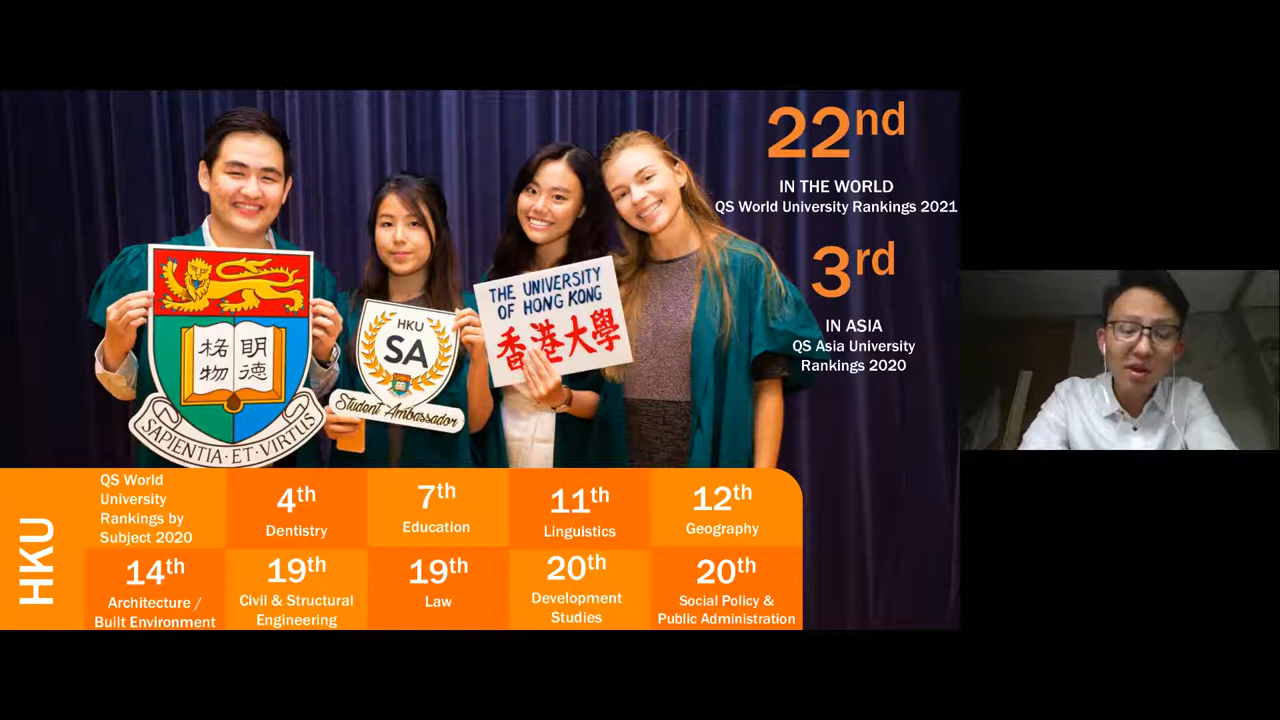 22nd
IN THE WORLD
QS World University Rankings 2021
3rd
IN ASIA
QS Asia University
Rankings 2020
格物
明德
SAPIENTIA·ET·VIRTUS
HKU
SA
Student Ambassador
THE UNIVERSITY
OF HONG KONG
香港大學
HKU
QS World
University
Rankings by
Subject 2020
4th
Dentistry
7th
Education
11th
Linguistics
12th
Geography
14th
Architecture /
Built Environment
19th
Civil & Structural
Engineering
19th
Law
20th
Development
Studies
20th
Social Policy &
Public Administration